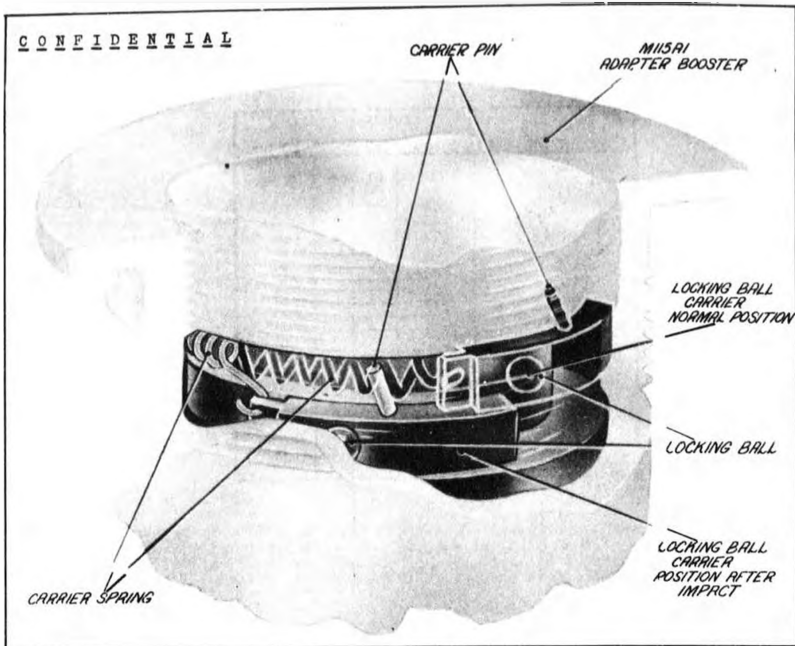 CONFIDENTIAL
CARRIER PIN
M115A1
ADAPTER BOOSTER
LOCKING BALL
CARRIER
NORMAL POSITION
LOCKING BALL
LOCKING BALL
CARRIER
POSITION AFTER
IMPACT
CARRIER SPRING